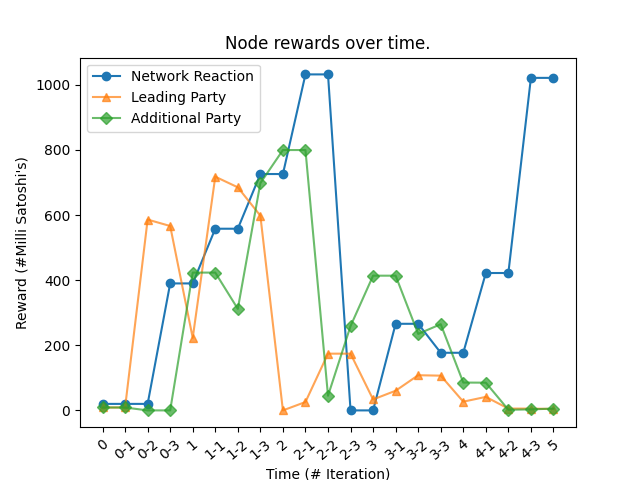 Node rewards over time.
Network Reaction
Leading Party
Additional Party
Reward (#Milli Satoshi's)
1000
800
600
400
200
0
0 0-1 0-2 0-3 1 1-1 1-2 1-3 2 2-1 2-2 2-3 3 3-1 3-2 3-3 4 4-1 4-2 4-3 5
Time (# Iteration)